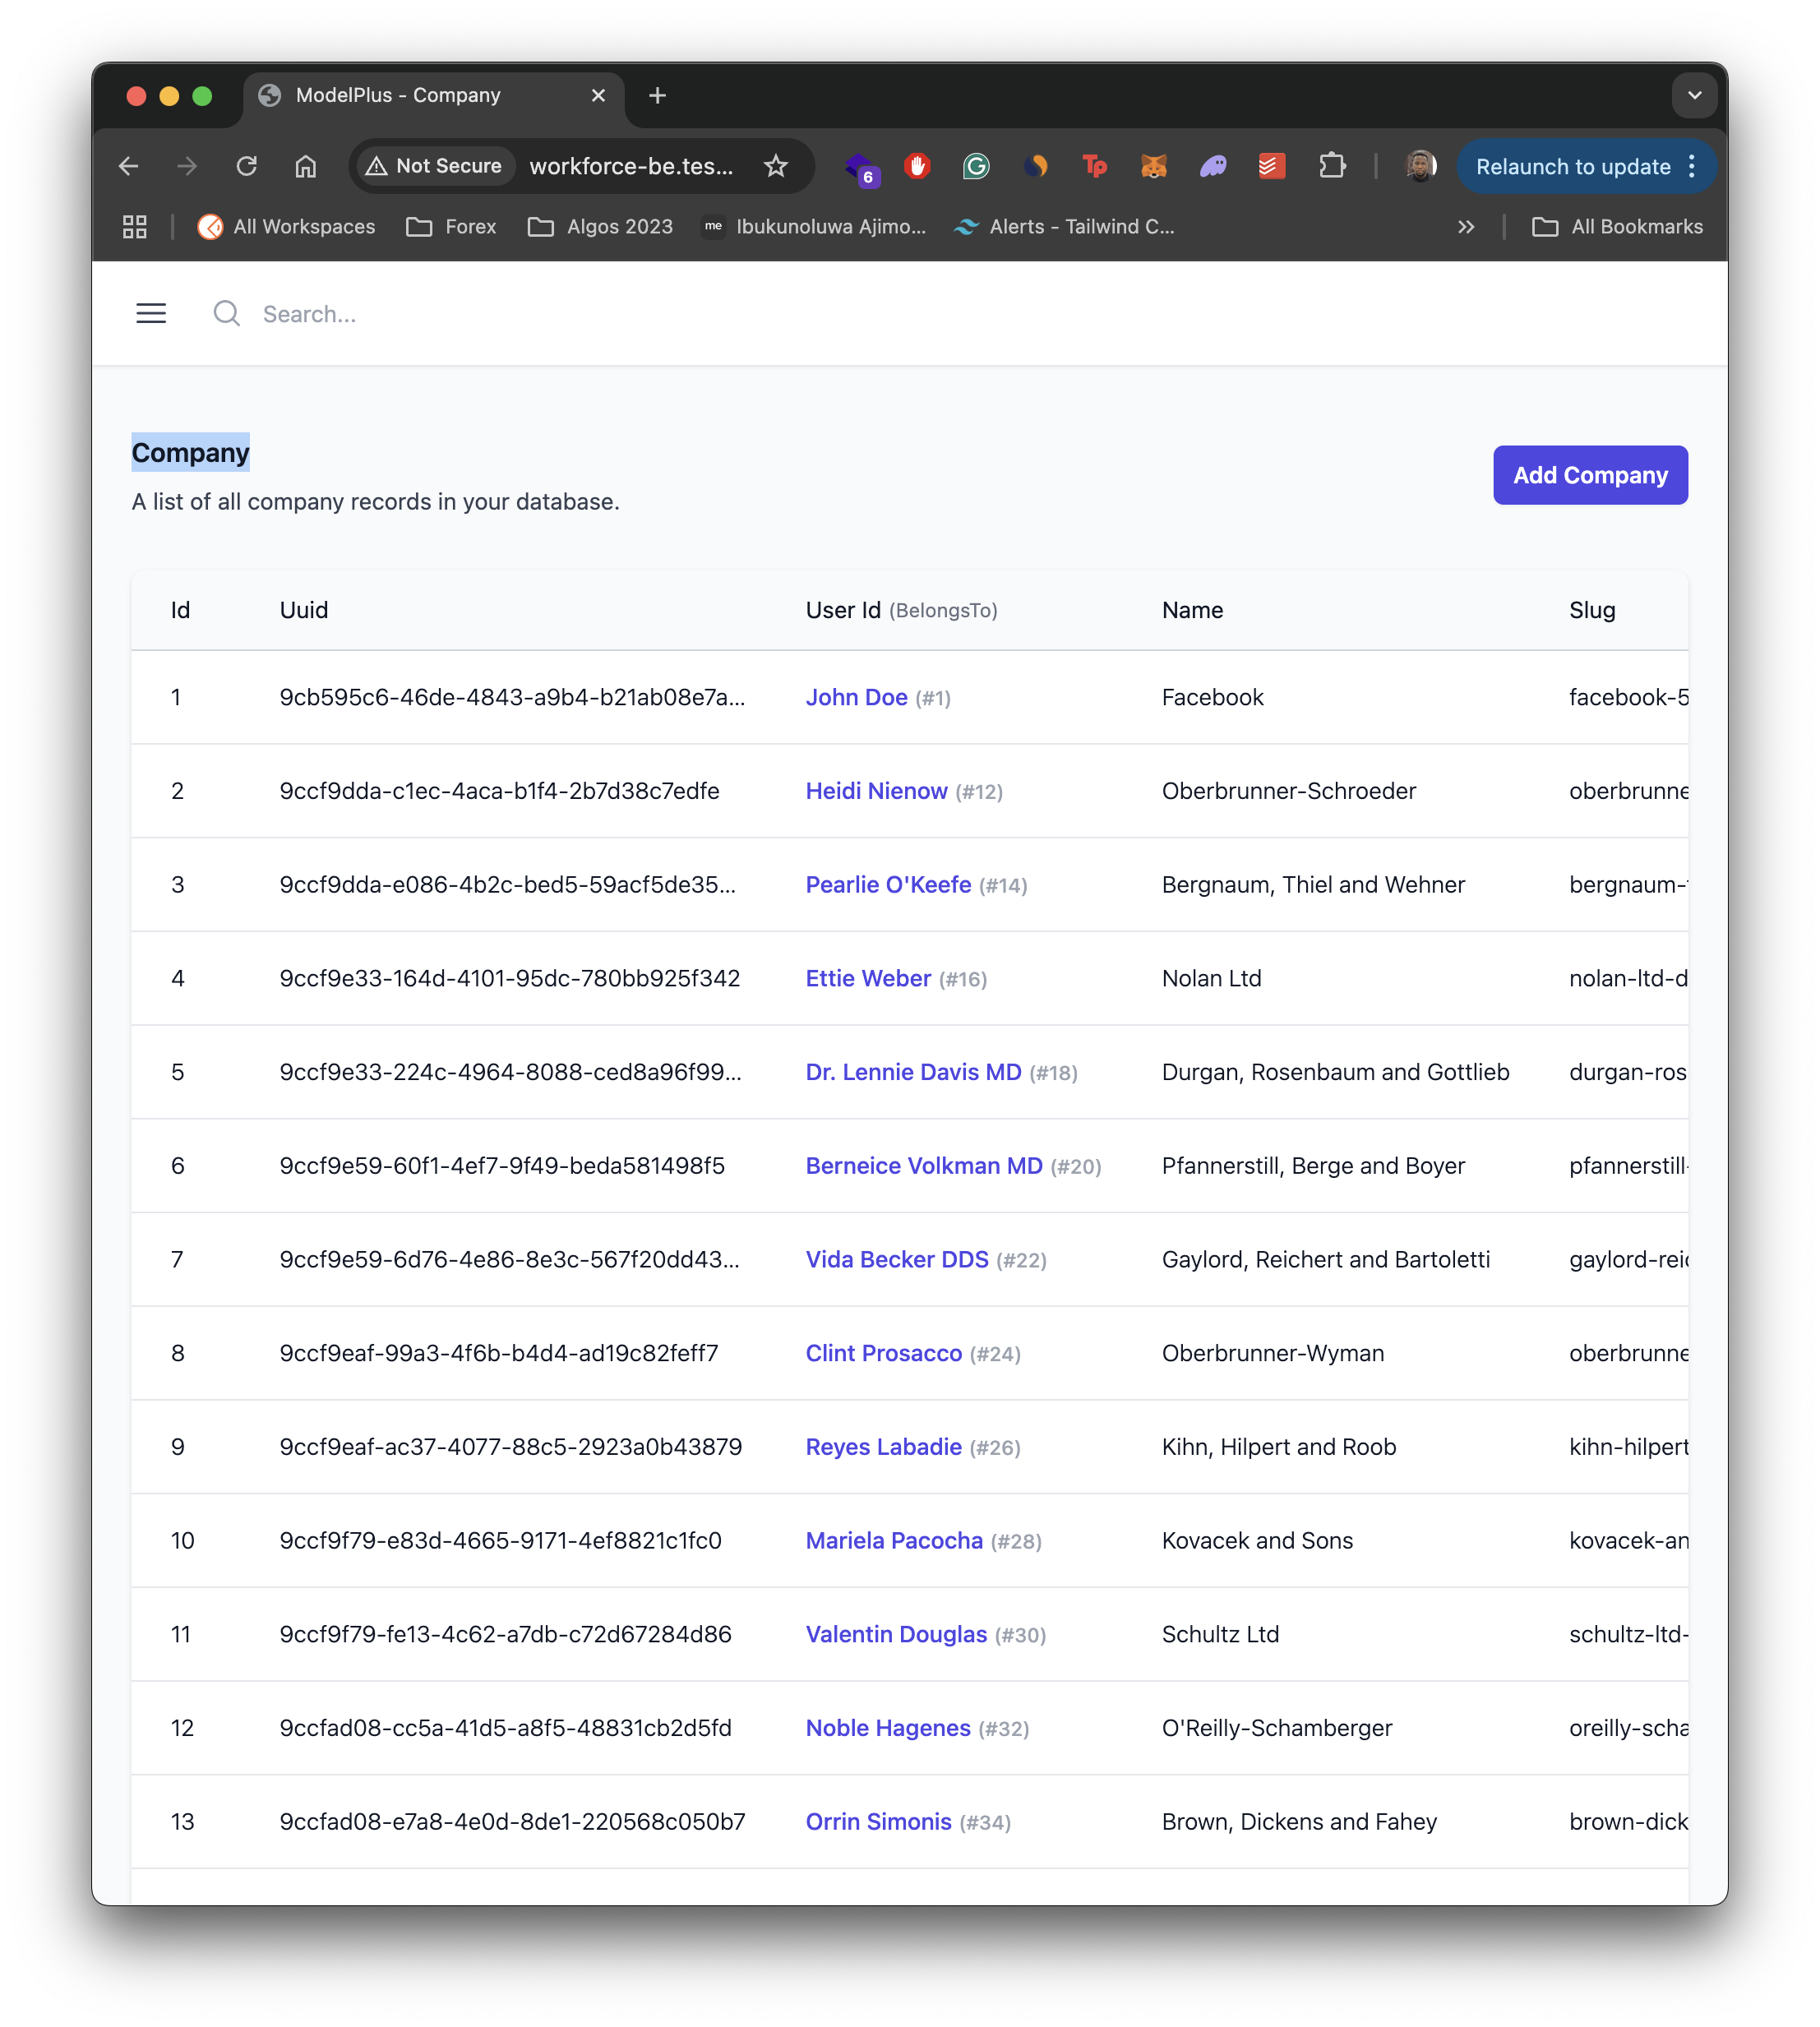 ModelPlus - Company
Not Secure workforce-be.tes... 6 Tp Relaunch to update
All Workspaces Forex Algos 2023 me Ibukunoluwa Ajimo... Alerts - Tailwind C... All Bookmarks
Search...
Company
A list of all company records in your database.
Add Company
Id Uuid User Id (BelongsTo) Name Slug
1 9cb595c6-46de-4843-a9b4-b21ab08e7a... John Doe (#1) Facebook facebook-5
2 9ccf9dda-c1ec-4aca-b1f4-2b7d38c7edfe Heidi Nienow (#12) Oberbrunner-Schroeder oberbrunne
3 9ccf9dda-e086-4b2c-bed5-59acf5de35... Pearlie O'Keefe (#14) Bergnaum, Thiel and Wehner bergnaum-
4 9ccf9e33-164d-4101-95dc-780bb925f342 Ettie Weber (#16) Nolan Ltd nolan-ltd-d
5 9ccf9e33-224c-4964-8088-ced8a96f99... Dr. Lennie Davis MD (#18) Durgan, Rosenbaum and Gottlieb durgan-ros
6 9ccf9e59-60f1-4ef7-9f49-beda581498f5 Berneice Volkman MD (#20) Pfannerstill, Berge and Boyer pfannerstill-
7 9ccf9e59-6d76-4e86-8e3c-567f20dd43... Vida Becker DDS (#22) Gaylord, Reichert and Bartoletti gaylord-reic
8 9ccf9eaf-99a3-4f6b-b4d4-ad19c82feff7 Clint Prosacco (#24) Oberbrunner-Wyman oberbrunne
9 9ccf9eaf-ac37-4077-88c5-2923a0b43879 Reyes Labadie (#26) Kihn, Hilpert and Roob kihn-hilpert
10 9ccf9f79-e83d-4665-9171-4ef8821c1fc0 Mariela Pacocha (#28) Kovacek and Sons kovacek-an
11 9ccf9f79-fe13-4c62-a7db-c72d67284d86 Valentin Douglas (#30) Schultz Ltd schultz-ltd-
12 9ccfad08-cc5a-41d5-a8f5-48831cb2d5fd Noble Hagenes (#32) O'Reilly-Schamberger oreilly-scha
13 9ccfad08-e7a8-4e0d-8de1-220568c050b7 Orrin Simonis (#34) Brown, Dickens and Fahey brown-dick